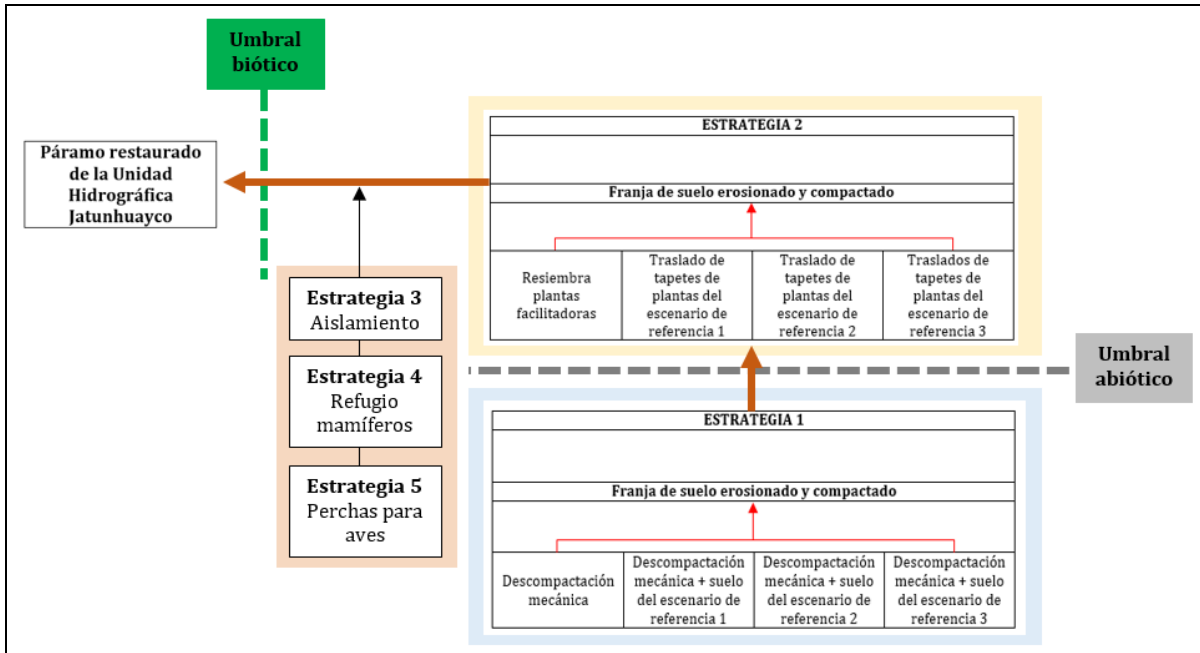 Umbral
biótico
Páramo restaurado
de la Unidad
Hidrográfica
Jatunhuayco
ESTRATEGIA 2
Franja de suelo erosionado y compactado
Resiembra
plantas
facilitadoras
Traslado de
tapetes de
plantas del
escenario de
referencia 1
Traslado de
tapetes de
plantas del
escenario de
referencia 2
Traslados de
tapetes de
plantas del
escenario de
referencia 3
Estrategia 3
Aislamiento
Estrategia 4
Refugio
mamíferos
Estrategia 5
Perchas para
aves
Umbral
abiótico
ESTRATEGIA 1
Franja de suelo erosionado y compactado
Descompactación
mecánica
Descompactación
mecánica + suelo
del escenario de
referencia 1
Descompactación
mecánica + suelo
del escenario de
referencia 2
Descompactación
mecánica + suelo
del escenario de
referencia 3